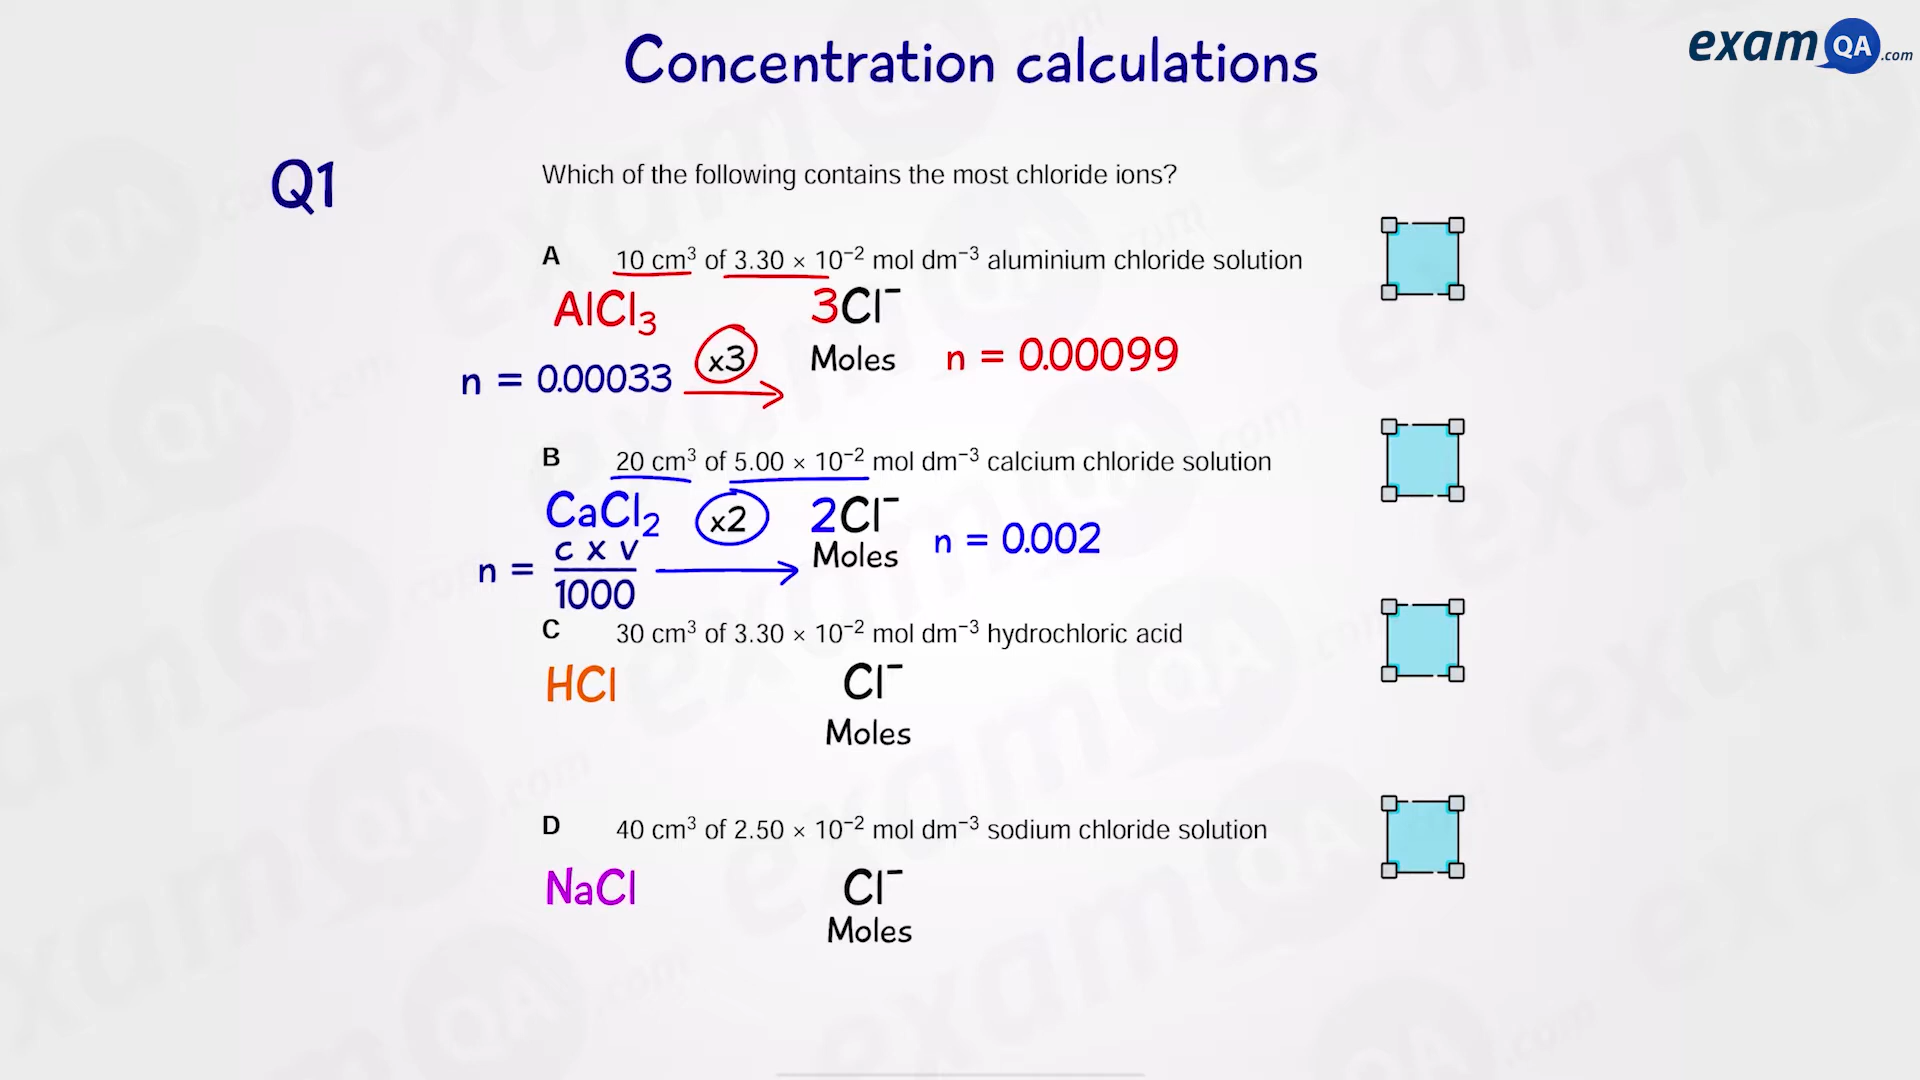 Concentration calculations
examQA.com
Q1
Which of the following contains the most chloride ions?
A 10 cm³ of 3.30 × 10⁻² mol dm⁻³ aluminium chloride solution
AlCl₃ 3Cl⁻
n = 0.00033 x3 Moles n = 0.00099
B 20 cm³ of 5.00 × 10⁻² mol dm⁻³ calcium chloride solution
CaCl₂ x2 2Cl⁻
Moles n = 0.002
n = c x v
1000
C 30 cm³ of 3.30 × 10⁻² mol dm⁻³ hydrochloric acid
HCl Cl⁻
Moles
D 40 cm³ of 2.50 × 10⁻² mol dm⁻³ sodium chloride solution
NaCl Cl⁻
Moles